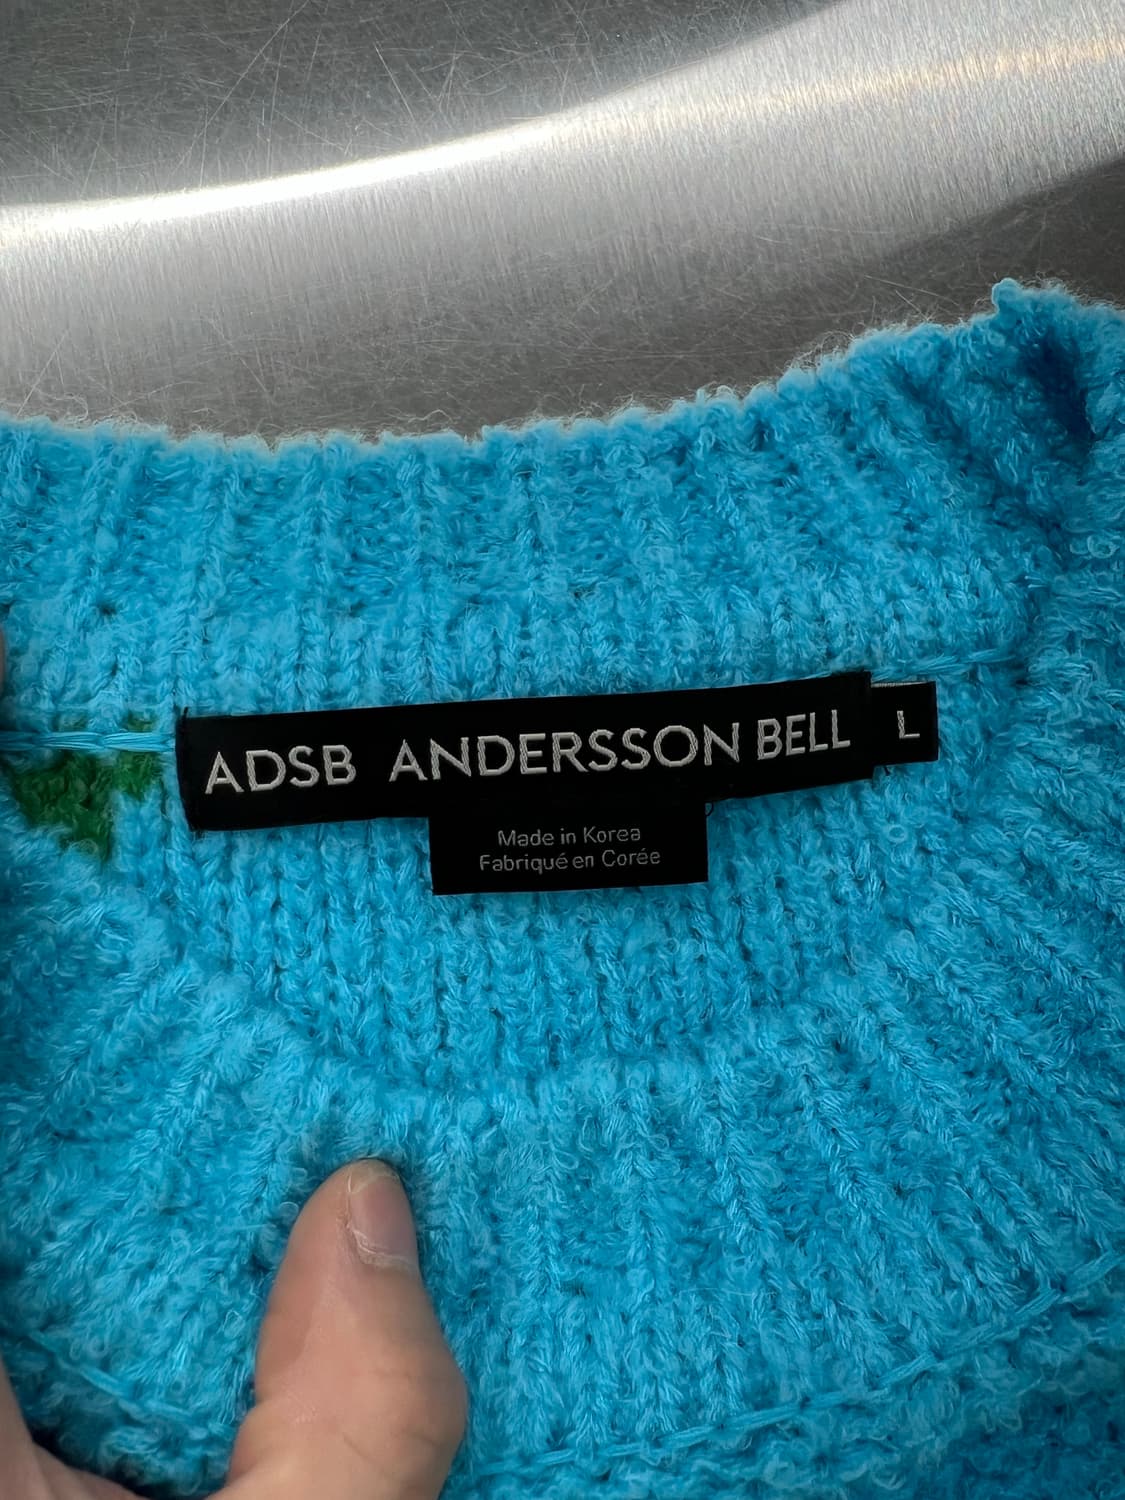 ADSB ANDERSSON BELL
L
Made in Korea
Fabriqué en Corée